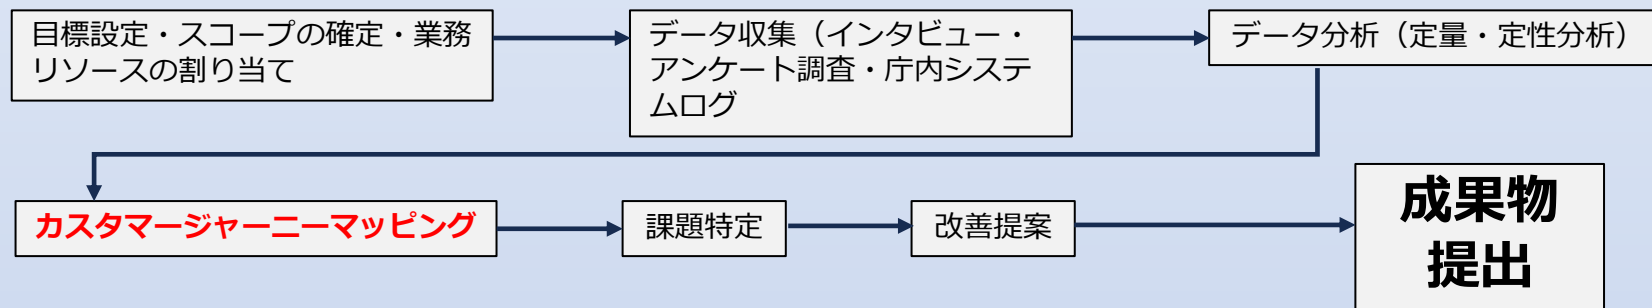 目標設定・スコープの確定・業務
リソースの割り当て
データ収集（インタビュー・
アンケート調査・庁内システ
ムログ
データ分析（定量・定性分析）
カスタマージャーニーマッピング
課題特定
改善提案
成果物
提出